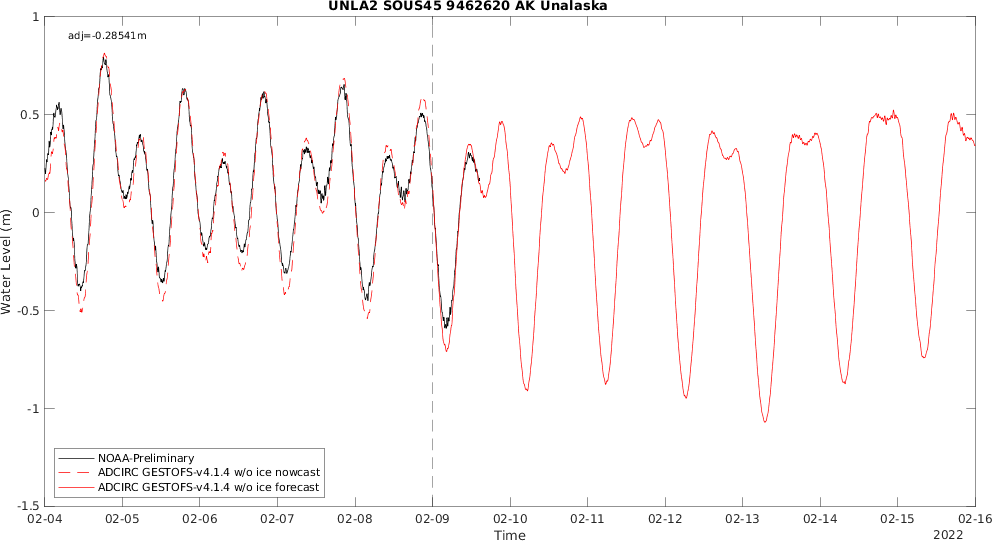 UNLA2 SOUS45 9462620 AK Unalaska
adj=-0.28541m
1
0.5
0
-0.5
-1
-1.5
Water Level (m)
NOAA-Preliminary
ADCIRC GESTOFS-v4.1.4 w/o ice nowcast
ADCIRC GESTOFS-v4.1.4 w/o ice forecast
02-04 02-05 02-06 02-07 02-08 02-09 02-10 02-11 02-12 02-13 02-14 02-15 02-16
Time
2022